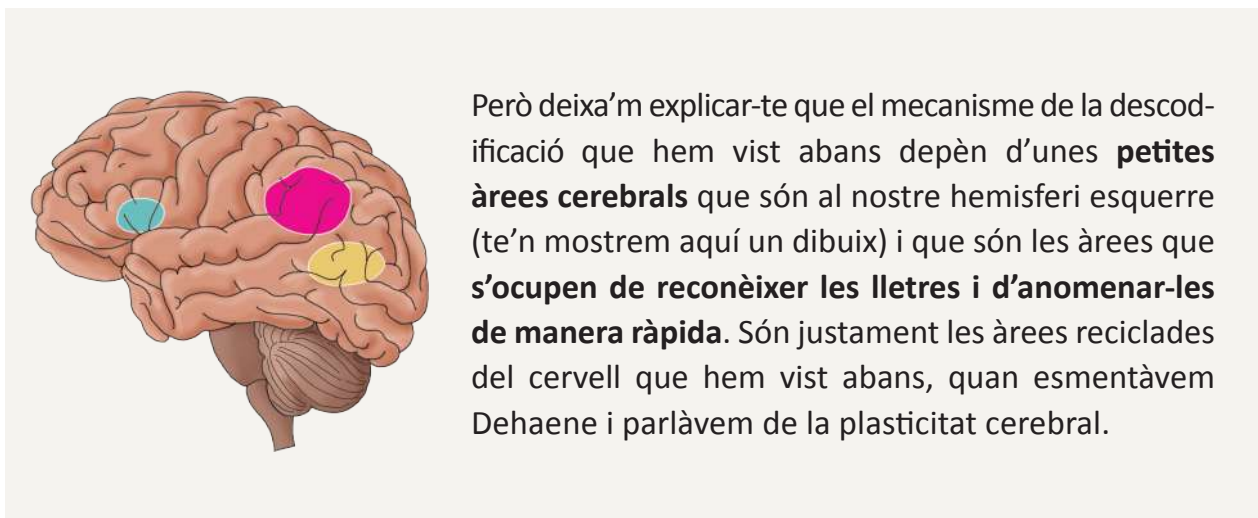 Però deixa’m explicar-te que el mecanisme de la descod-
ificació que hem vist abans depèn d’unes petites
àrees cerebrals que són al nostre hemisferi esquerre
(te’n mostrem aquí un dibuix) i que són les àrees que
s’ocupen de reconèixer les lletres i d’anomenar-les
de manera ràpida. Són justament les àrees reciclades
del cervell que hem vist abans, quan esmentàvem
Dehaene i parlàvem de la plasticitat cerebral.